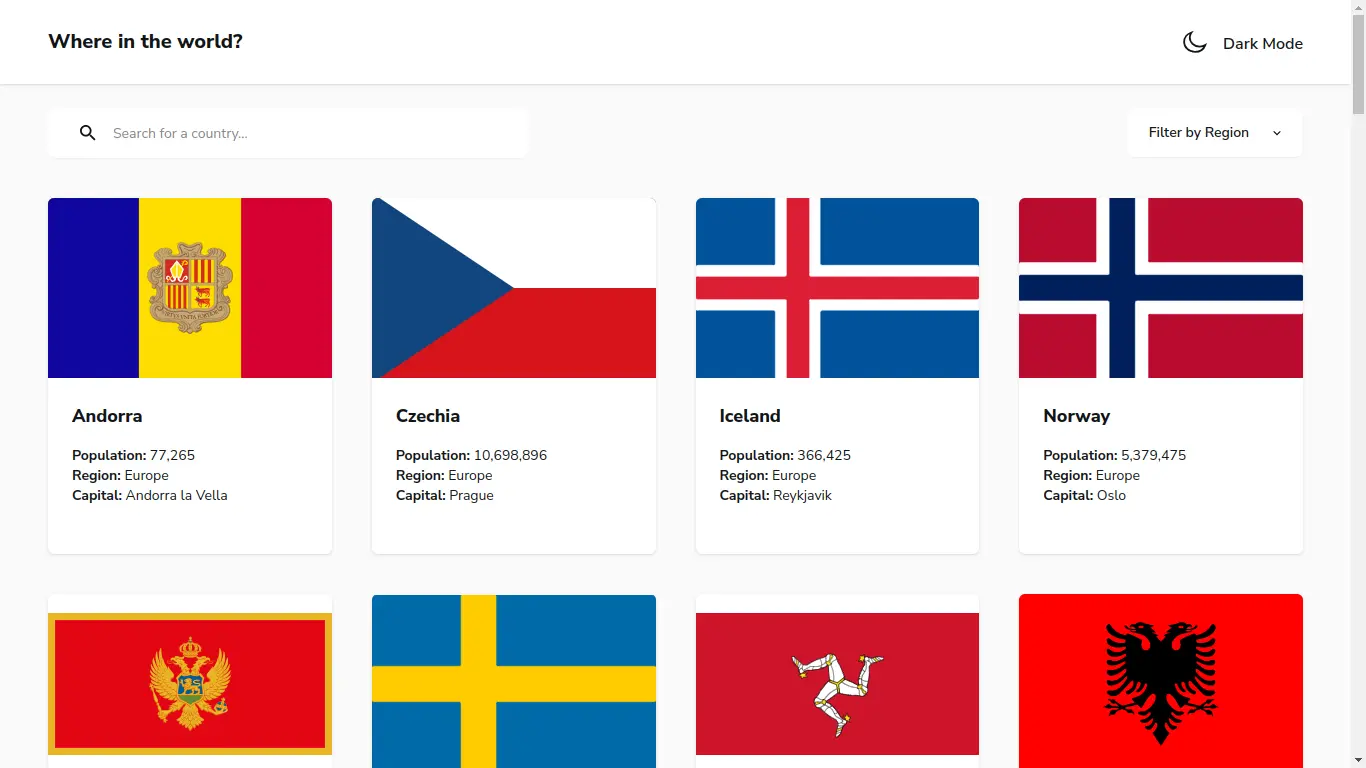 Where in the world?
Dark Mode
Search for a country...
Filter by Region
Andorra
Population: 77,265
Region: Europe
Capital: Andorra la Vella
Czechia
Population: 10,698,896
Region: Europe
Capital: Prague
Iceland
Population: 366,425
Region: Europe
Capital: Reykjavik
Norway
Population: 5,379,475
Region: Europe
Capital: Oslo